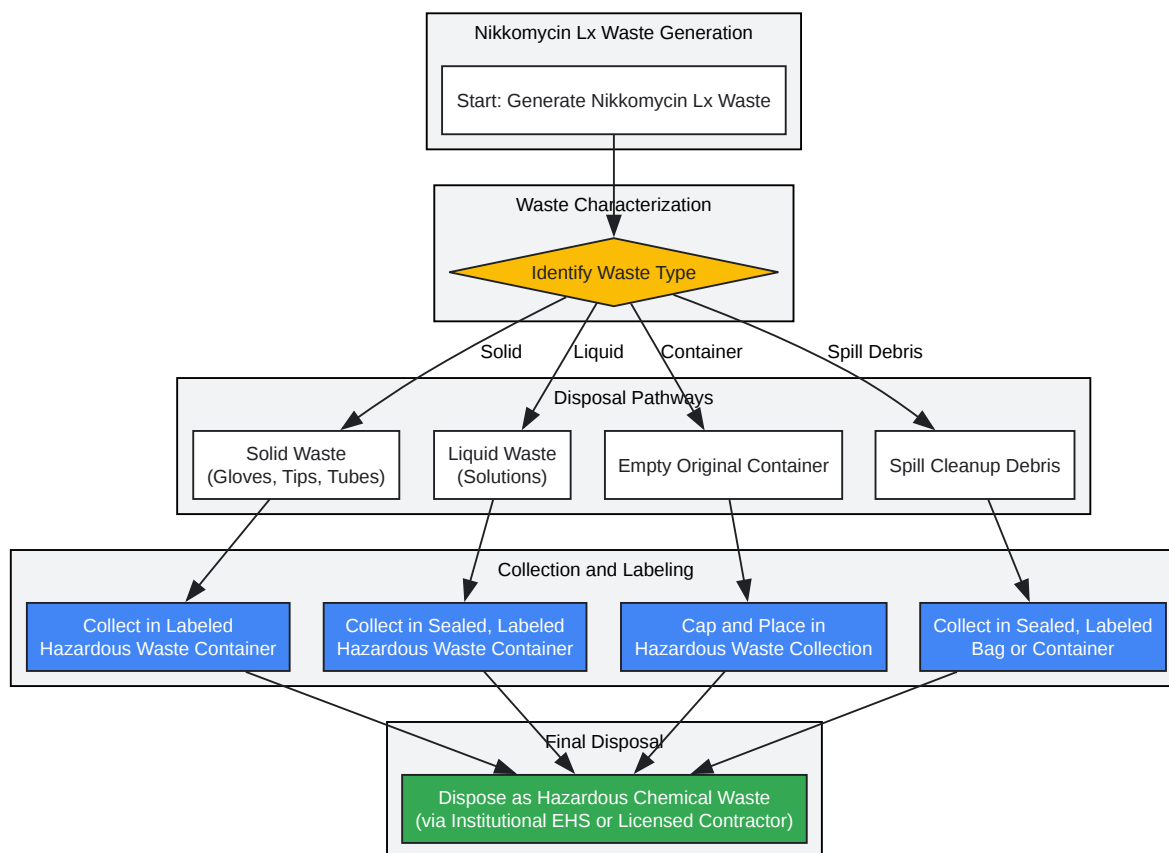 Nikkomycin Lx Waste Generation
Start: Generate Nikkomycin Lx Waste
Waste Characterization
Identify Waste Type
Solid
Liquid
Container
Spill Debris
Disposal Pathways
Solid Waste
(Gloves, Tips, Tubes)
Liquid Waste
(Solutions)
Empty Original Container
Spill Cleanup Debris
Collection and Labeling
Collect in Labeled
Hazardous Waste Container
Collect in Sealed, Labeled
Hazardous Waste Container
Cap and Place in
Hazardous Waste Collection
Collect in Sealed, Labeled
Bag or Container
Final Disposal
Dispose as Hazardous Chemical Waste
(via Institutional EHS or Licensed Contractor)